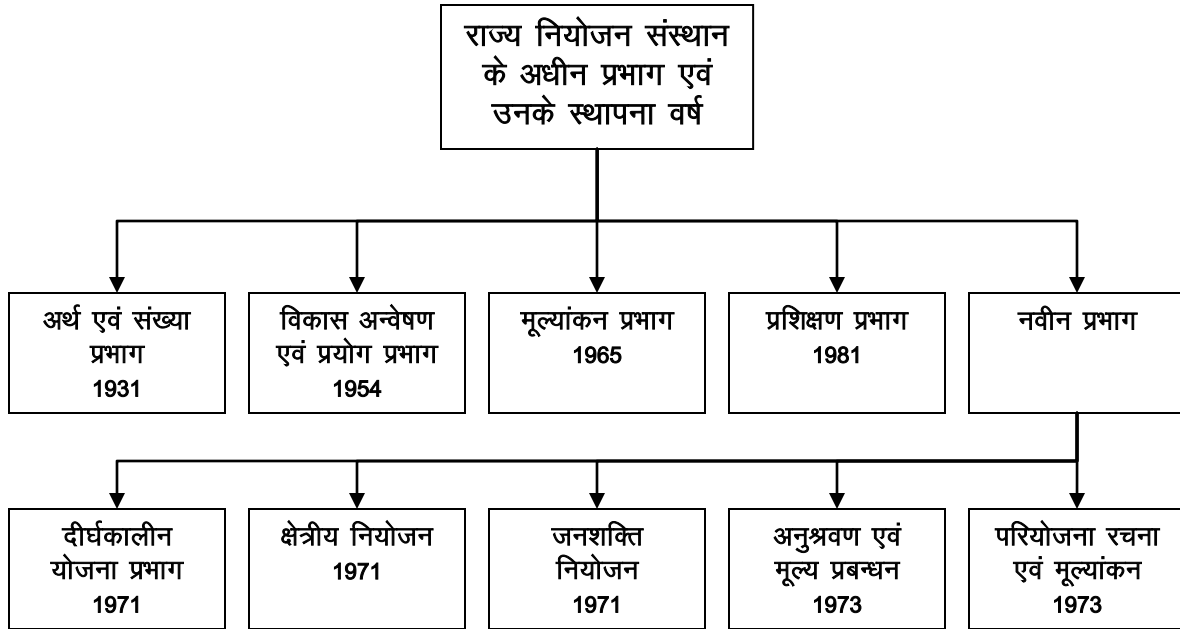 राज्य नियोजन संस्थान
के अधीन प्रभाग एवं
उनके स्थापना वर्ष
अर्थ एवं संख्या
प्रभाग
1931
विकास अन्वेषण
एवं प्रयोग प्रभाग
1954
मूल्यांकन प्रभाग
1965
प्रशिक्षण प्रभाग
1981
नवीन प्रभाग
दीर्घकालीन
योजना प्रभाग
1971
क्षेत्रीय नियोजन
1971
जनशक्ति
नियोजन
1971
अनुश्रवण एवं
मूल्य प्रबन्धन
1973
परियोजना रचना
एवं मूल्यांकन
1973